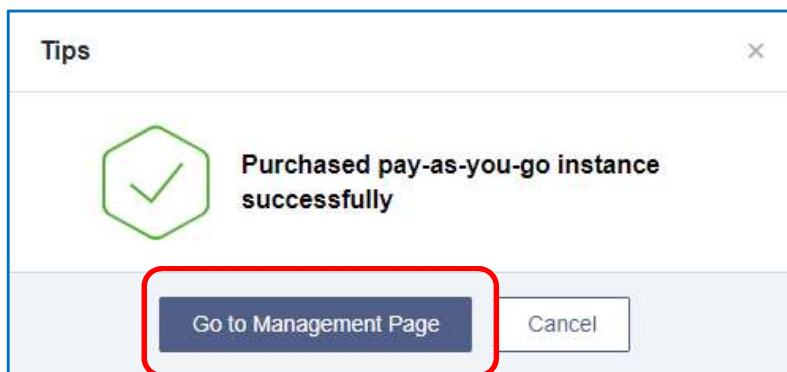 Tips
Purchased pay-as-you-go instance
successfully
Go to Management Page
Cancel